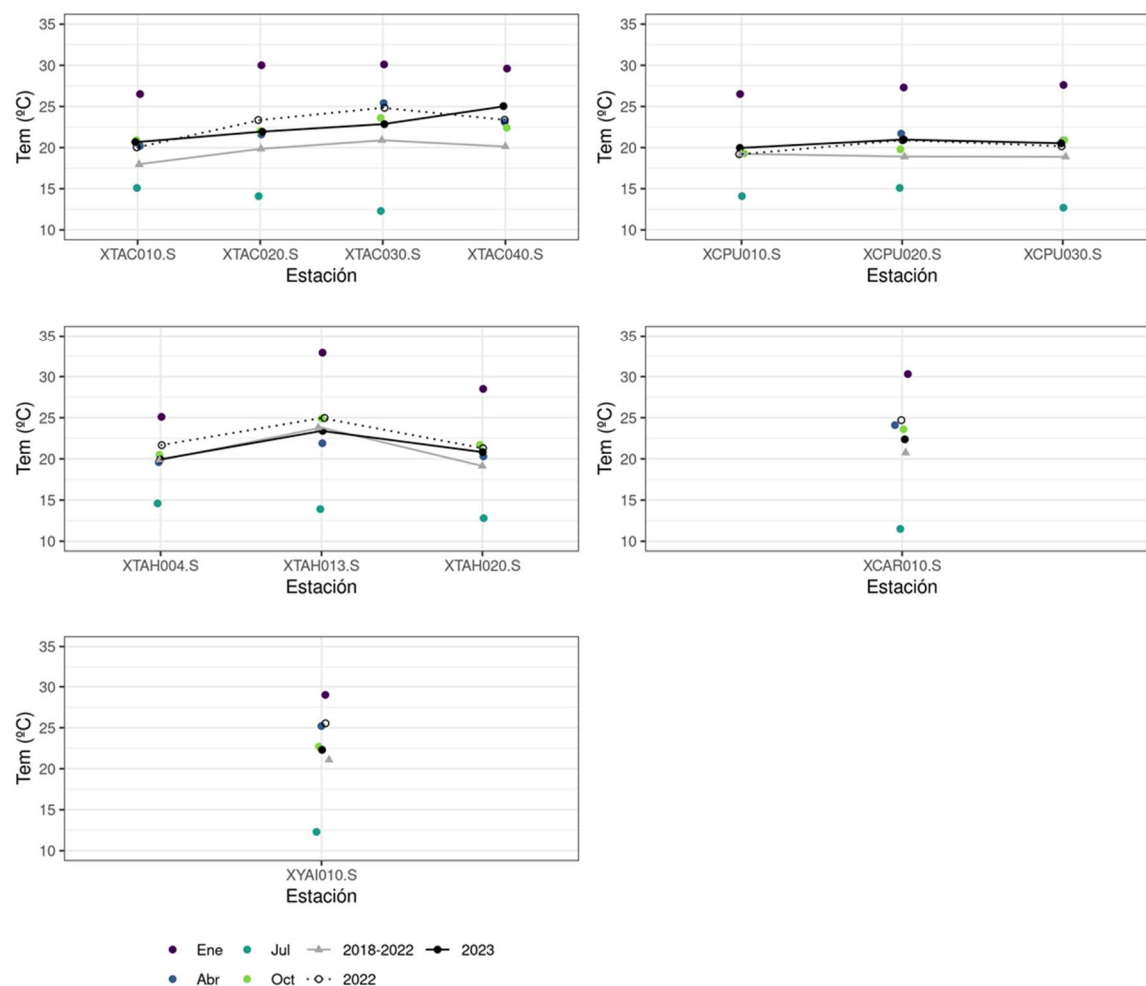 35
30
25
20
15
10
Tem (ºC)
XTAC010.S XTAC020.S XTAC030.S XTAC040.S
Estación
35
30
25
20
15
10
Tem (ºC)
XCPU010.S XCPU020.S XCPU030.S
Estación
35
30
25
20
15
10
Tem (ºC)
XTAH004.S XTAH013.S XTAH020.S
Estación
35
30
25
20
15
10
Tem (ºC)
XCAR010.S
Estación
35
30
25
20
15
10
Tem (ºC)
XYAI010.S
Estación
Ene Jul 2018-2022 2023
Abr Oct 2022